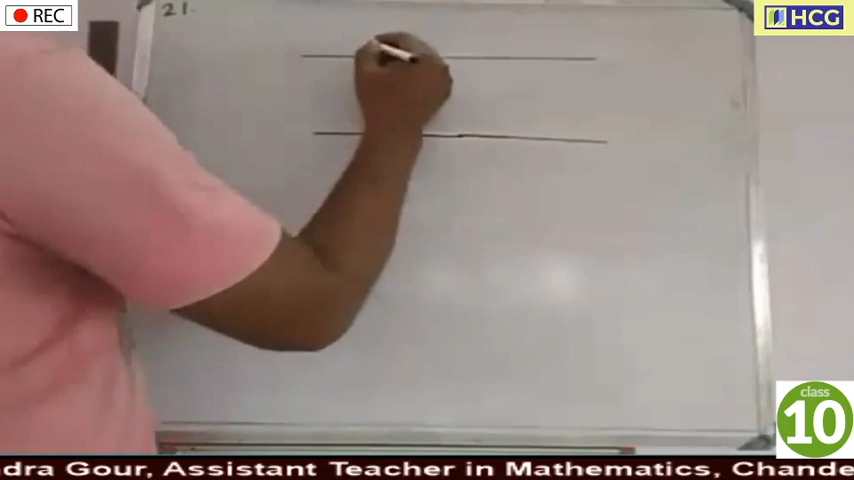 REC
HCG
21.
class
10
dra Gour, Assistant Teacher in Mathematics, Chande